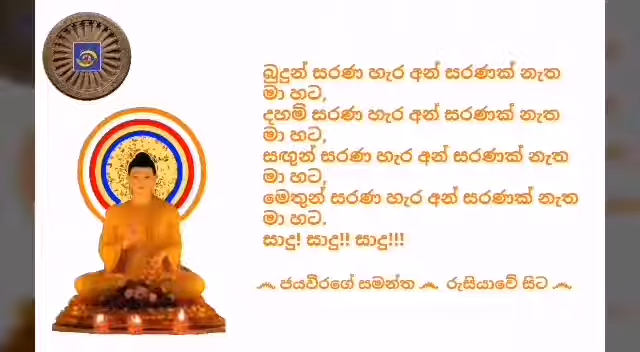 බුදුන් සරණ හැර අන් සරණක් නැත
මා හට,
දහම් සරණ හැර අන් සරණක් නැත
මා හට,
සඟුන් සරණ හැර අන් සරණක් නැත
මා හට,
මෙතුන් සරණ හැර අන් සරණක් නැත
මා හට.
සාදු! සාදු!! සාදු!!!
෴ ජයවීරගේ සමන්ත ෴ රුසියාවේ සිට ෴